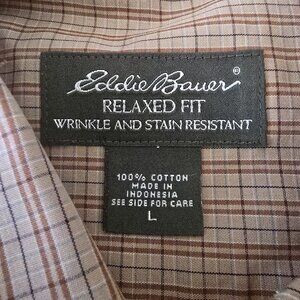 Eddie Bauer®
RELAXED FIT
WRINKLE AND STAIN RESISTANT
100% COTTON
MADE IN
INDONESIA
SEE SIDE FOR CARE
L